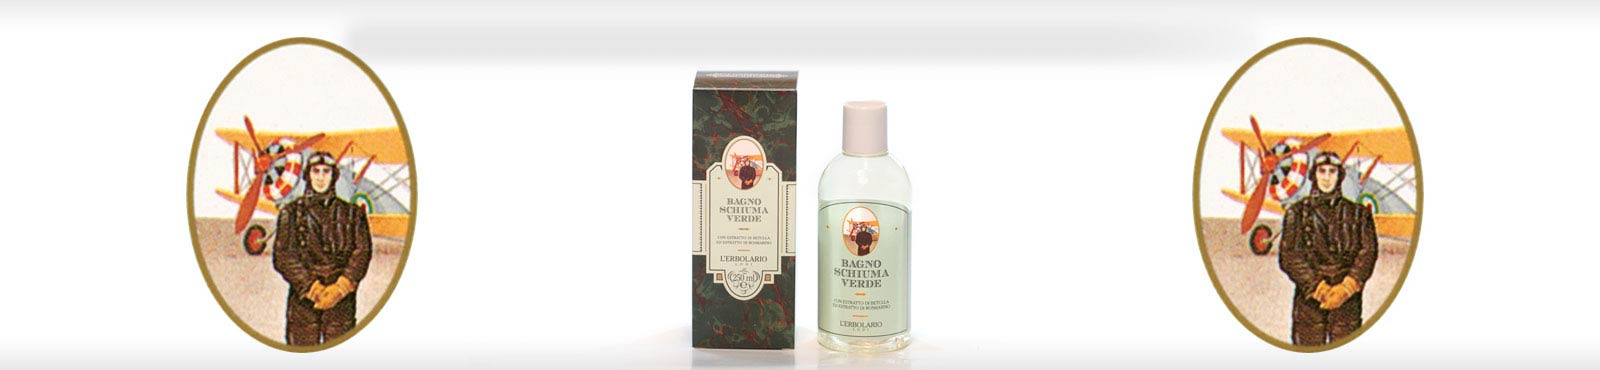 BAGNO
SCHIUMA
VERDE
CON ESTRATTO DI BETULLA
ED ESTRATTO DI ROSMARINO
L'ERBOLARIO
LODI
250 ml
e
BAGNO
SCHIUMA
VERDE
CON ESTRATTO DI BETULLA
ED ESTRATTO DI ROSMARINO
L'ERBOLARIO
LODI